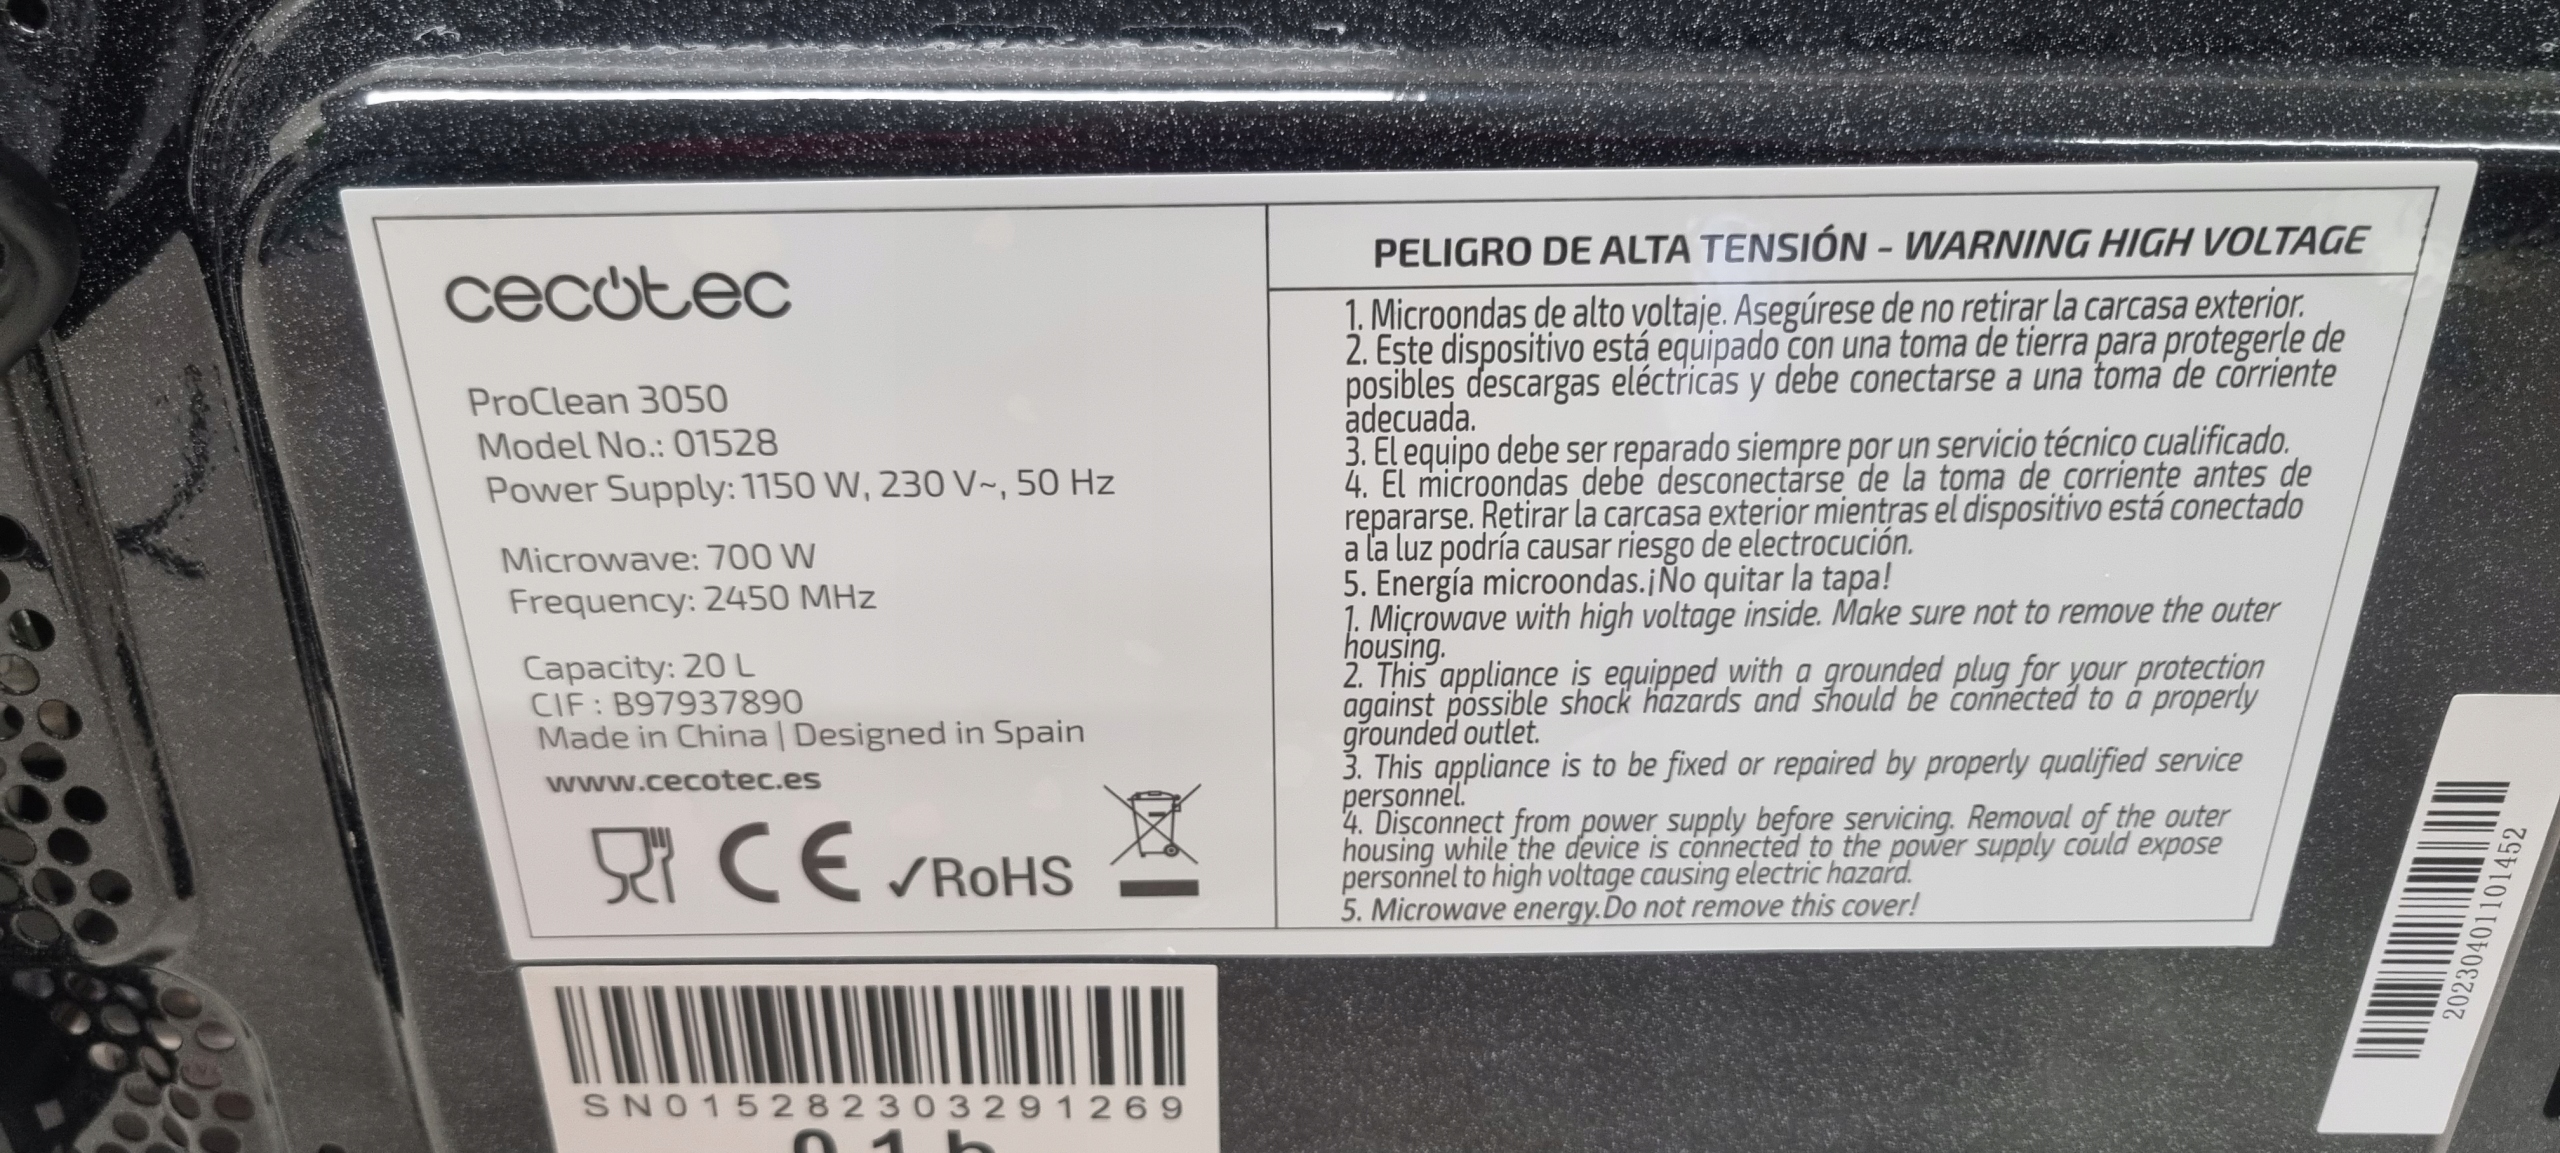 cecotec
ProClean 3050
Model No.: 01528
Power Supply: 1150 W, 230 V~, 50 Hz
Microwave: 700 W
Frequency: 2450 MHz
Capacity: 20 L
CIF : B97937890
Made in China | Designed in Spain
www.cecotec.es
CE ✓RoHS
PELIGRO DE ALTA TENSIÓN - WARNING HIGH VOLTAGE
1. Microondas de alto voltaje. Asegúrese de no retirar la carcasa exterior.
2. Este dispositivo está equipado con una toma de tierra para protegerle de
posibles descargas eléctricas y debe conectarse a una toma de corriente
adecuada.
3. El equipo debe ser reparado siempre por un servicio técnico cualificado.
4. El microondas debe desconectarse de la toma de corriente antes de
repararse. Retirar la carcasa exterior mientras el dispositivo está conectado
a la luz podría causar riesgo de electrocución.
5. Energía microondas.¡No quitar la tapa!
1. Microwave with high voltage inside. Make sure not to remove the outer
housing.
2. This appliance is equipped with a grounded plug for your protection
against possible shock hazards and should be connected to a properly
grounded outlet.
3. This appliance is to be fixed or repaired by properly qualified service
personnel.
4. Disconnect from power supply before servicing. Removal of the outer
housing while the device is connected to the power supply could expose
personnel to high voltage causing electric hazard.
5. Microwave energy.Do not remove this cover!
SN015282303291269
2023040110​1452